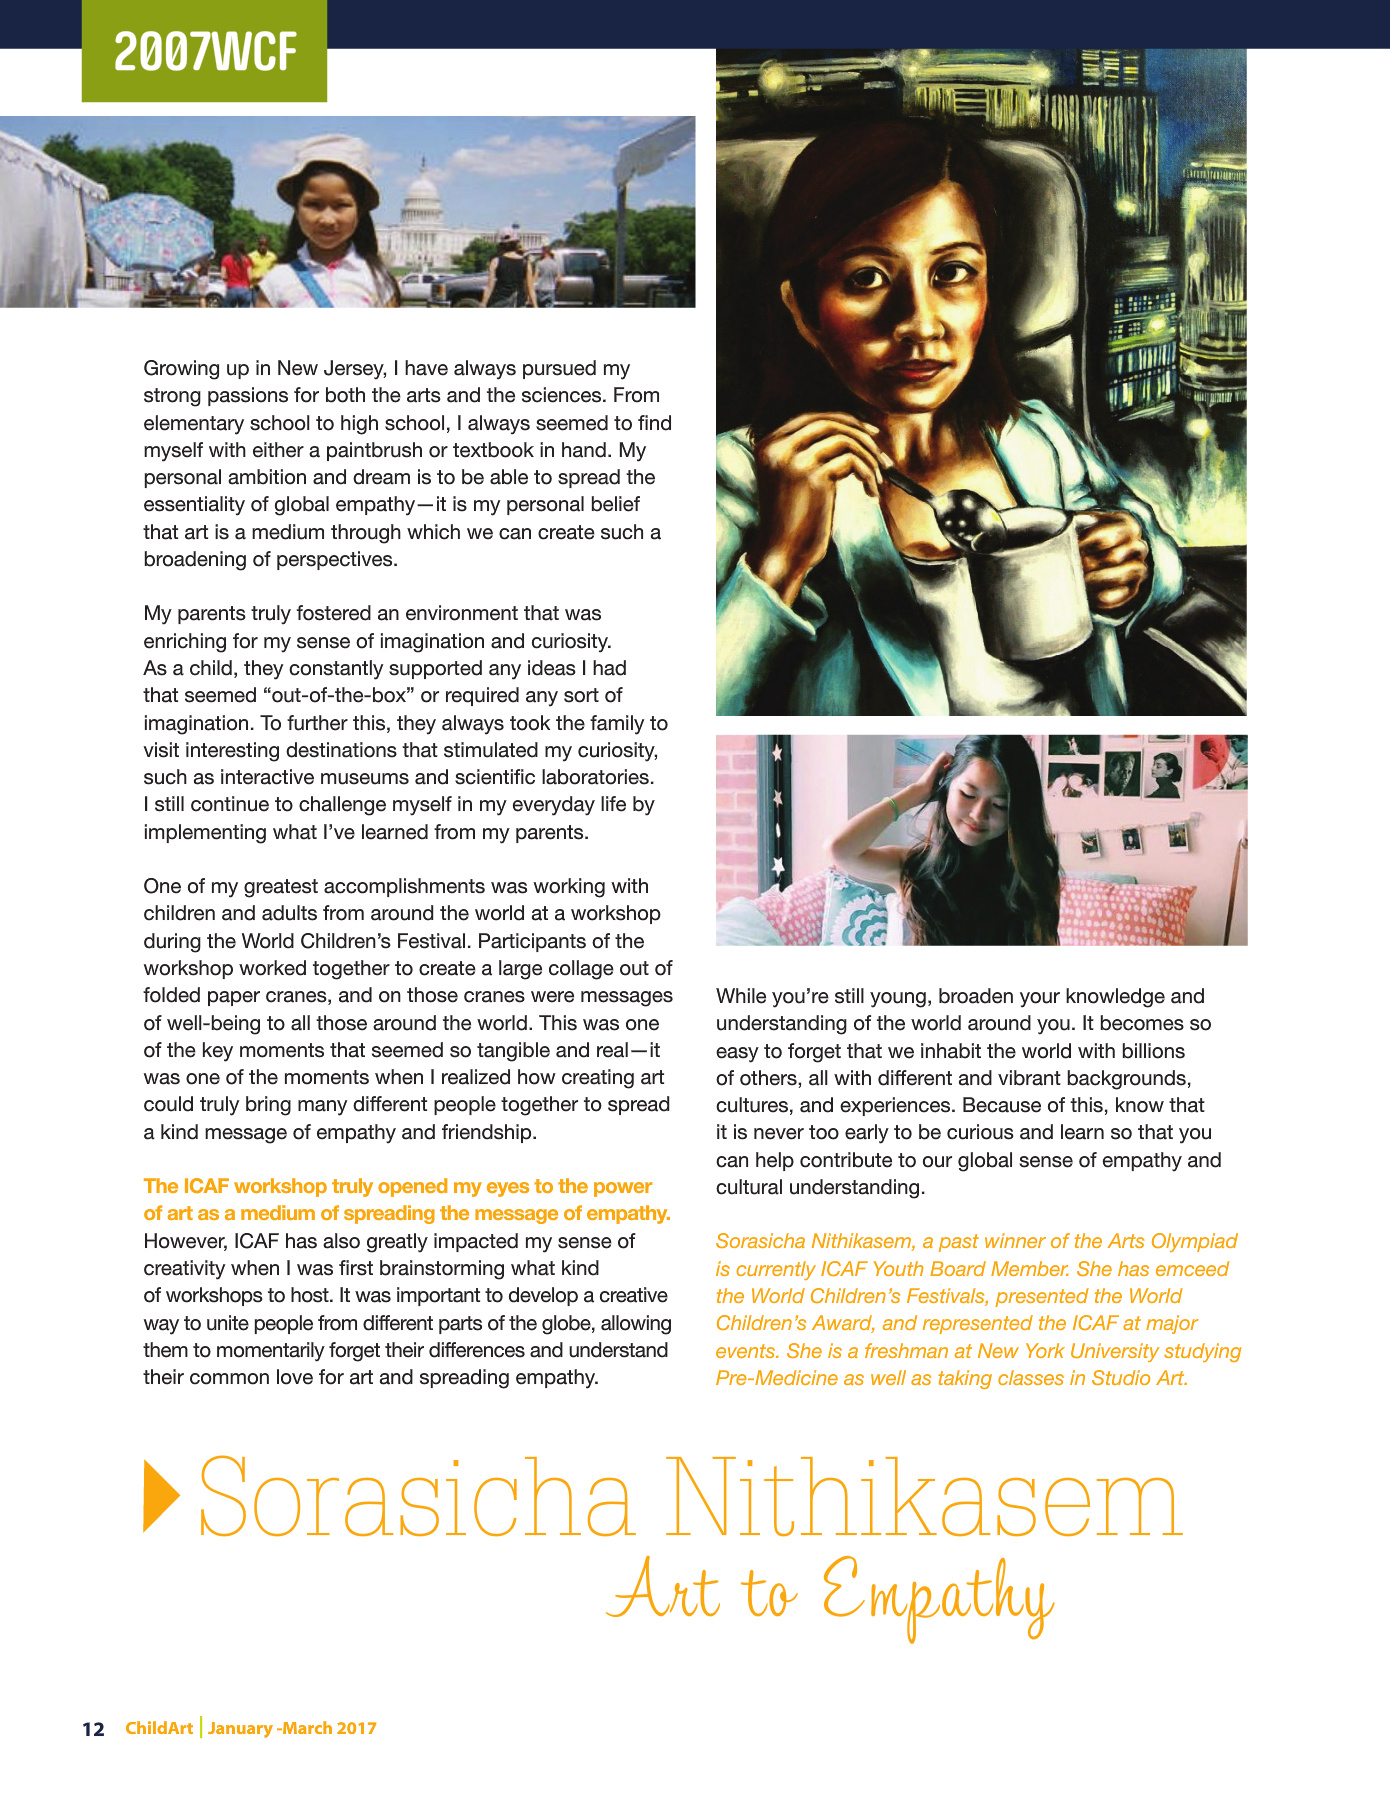 2007WCF
Growing up in New Jersey, I have always pursued my
strong passions for both the arts and the sciences. From
elementary school to high school, I always seemed to find
myself with either a paintbrush or textbook in hand. My
personal ambition and dream is to be able to spread the
essentiality of global empathy—it is my personal belief
that art is a medium through which we can create such a
broadening of perspectives.
My parents truly fostered an environment that was
enriching for my sense of imagination and curiosity.
As a child, they constantly supported any ideas I had
that seemed “out-of-the-box” or required any sort of
imagination. To further this, they always took the family to
visit interesting destinations that stimulated my curiosity,
such as interactive museums and scientific laboratories.
I still continue to challenge myself in my everyday life by
implementing what I’ve learned from my parents.
One of my greatest accomplishments was working with
children and adults from around the world at a workshop
during the World Children’s Festival. Participants of the
workshop worked together to create a large collage out of
folded paper cranes, and on those cranes were messages
of well-being to all those around the world. This was one
of the key moments that seemed so tangible and real—it
was one of the moments when I realized how creating art
could truly bring many different people together to spread
a kind message of empathy and friendship.
The ICAF workshop truly opened my eyes to the power
of art as a medium of spreading the message of empathy.
However, ICAF has also greatly impacted my sense of
creativity when I was first brainstorming what kind
of workshops to host. It was important to develop a creative
way to unite people from different parts of the globe, allowing
them to momentarily forget their differences and understand
their common love for art and spreading empathy.
While you’re still young, broaden your knowledge and
understanding of the world around you. It becomes so
easy to forget that we inhabit the world with billions
of others, all with different and vibrant backgrounds,
cultures, and experiences. Because of this, know that
it is never too early to be curious and learn so that you
can help contribute to our global sense of empathy and
cultural understanding.
Sorasicha Nithikasem, a past winner of the Arts Olympiad
is currently ICAF Youth Board Member. She has emceed
the World Children’s Festivals, presented the World
Children’s Award, and represented the ICAF at major
events. She is a freshman at New York University studying
Pre-Medicine as well as taking classes in Studio Art.
Sorasicha Nithikasem
Art to Empathy
12 ChildArt | January -March 2017